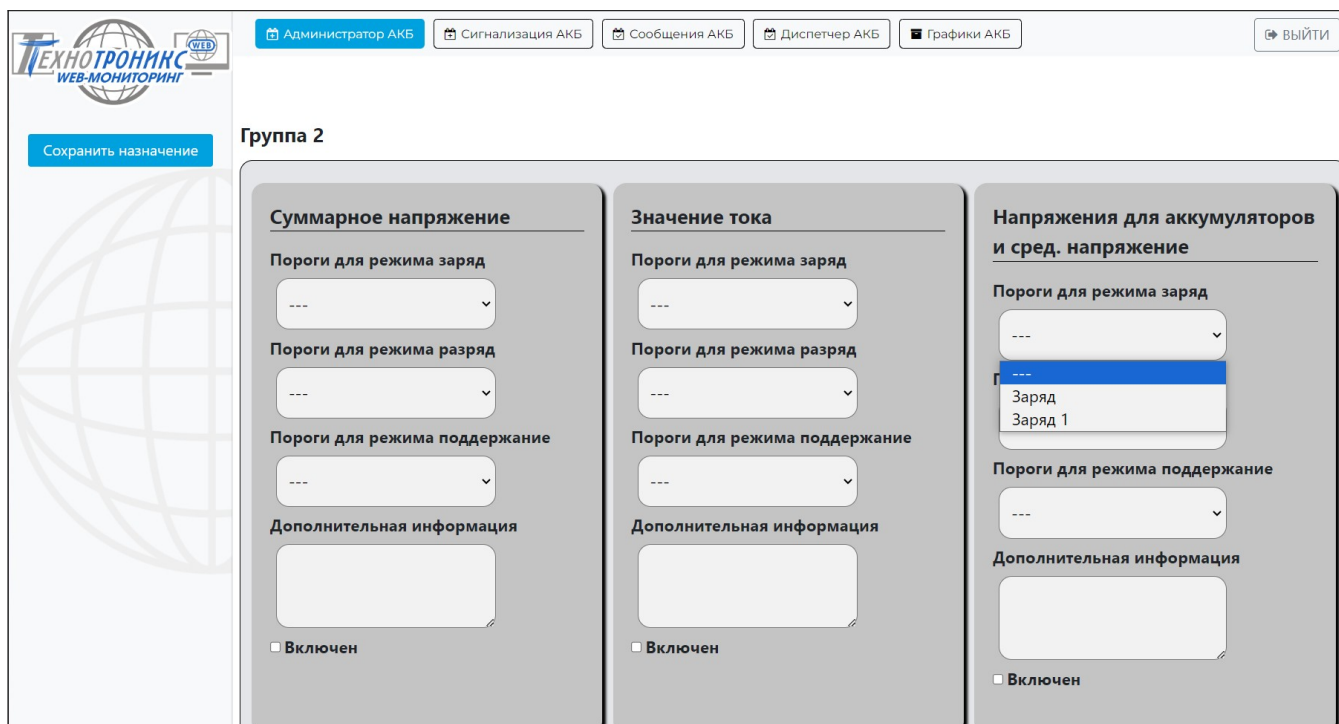 ТЕХНОТРОНИКС
WEB
WEB-МОНИТОРИНГ
Администратор АКБ
Сигнализация АКБ
Сообщения АКБ
Диспетчер АКБ
Графики АКБ
ВЫЙТИ
Сохранить назначение
Группа 2
Суммарное напряжение
Пороги для режима заряд
---
Пороги для режима разряд
---
Пороги для режима поддержание
---
Дополнительная информация
Включен
Значение тока
Пороги для режима заряд
---
Пороги для режима разряд
---
Пороги для режима поддержание
---
Дополнительная информация
Включен
Напряжения для аккумуляторов
и сред. напряжение
Пороги для режима заряд
---
---
Заряд
Заряд 1
Пороги для режима поддержание
---
Дополнительная информация
Включен